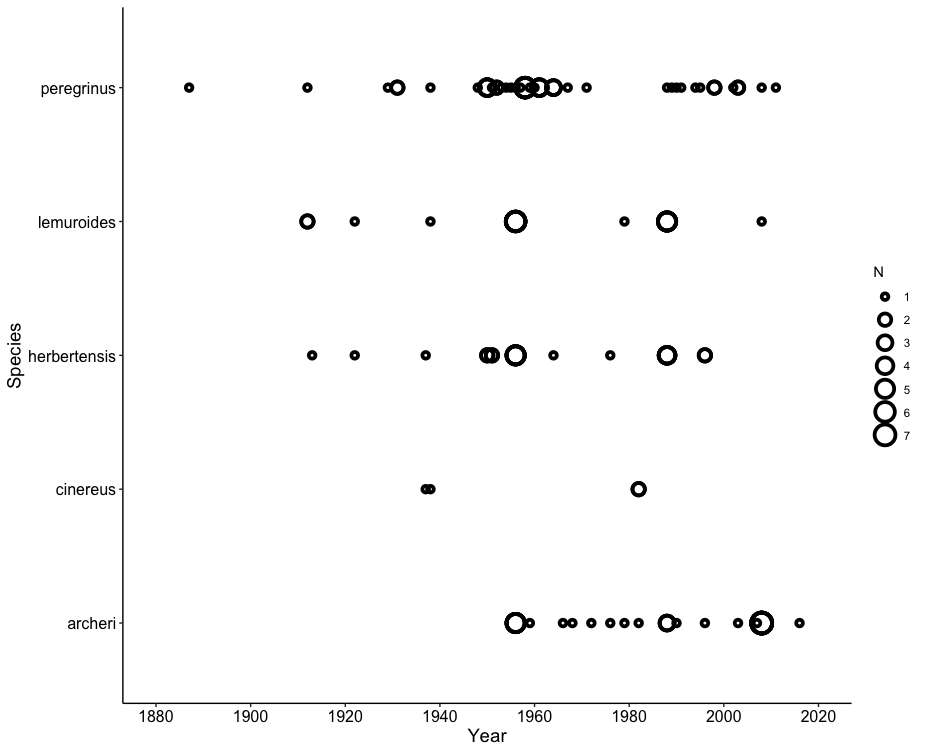 peregrinus
lemuroides
herbertensis
cinereus
archeri
Species
1880 1900 1920 1940 1960 1980 2000 2020
Year
N
1
2
3
4
5
6
7